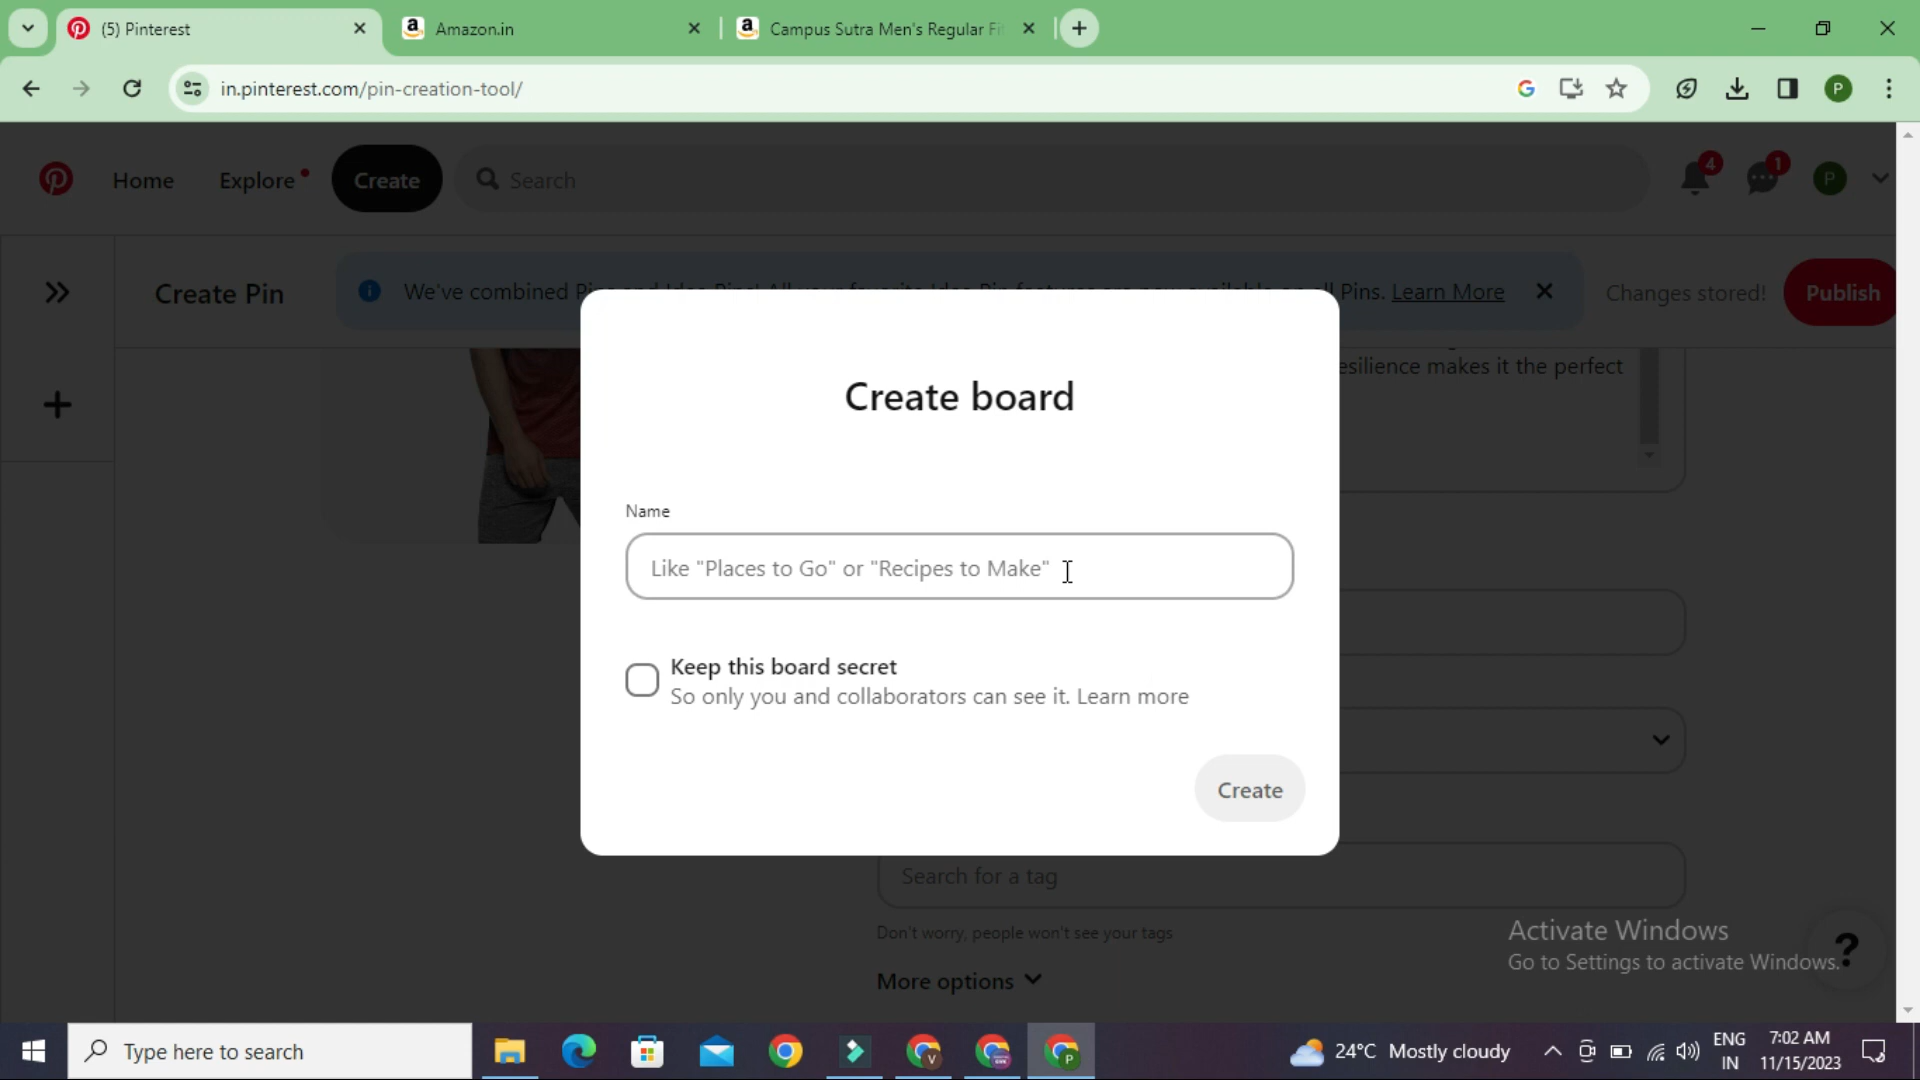 (5) Pinterest
Amazon.in
Campus Sutra Men's Regular Fi
in.pinterest.com/pin-creation-tool/
P
Home
Explore
Create
Search
4
1
P
Create Pin
We've combined Pins and Idea Pins! All your favorite Idea Pin features are now available on all Pins. Learn More
Changes stored!
Publish
esilience makes it the perfect
Create board
Name
Like "Places to Go" or "Recipes to Make"
Keep this board secret
So only you and collaborators can see it. Learn more
Create
Search for a tag
Don't worry, people won't see your tags
More options
Activate Windows
Go to Settings to activate Windows.
?
Type here to search
V
P
24°C Mostly cloudy
ENG
IN
7:02 AM
11/15/2023